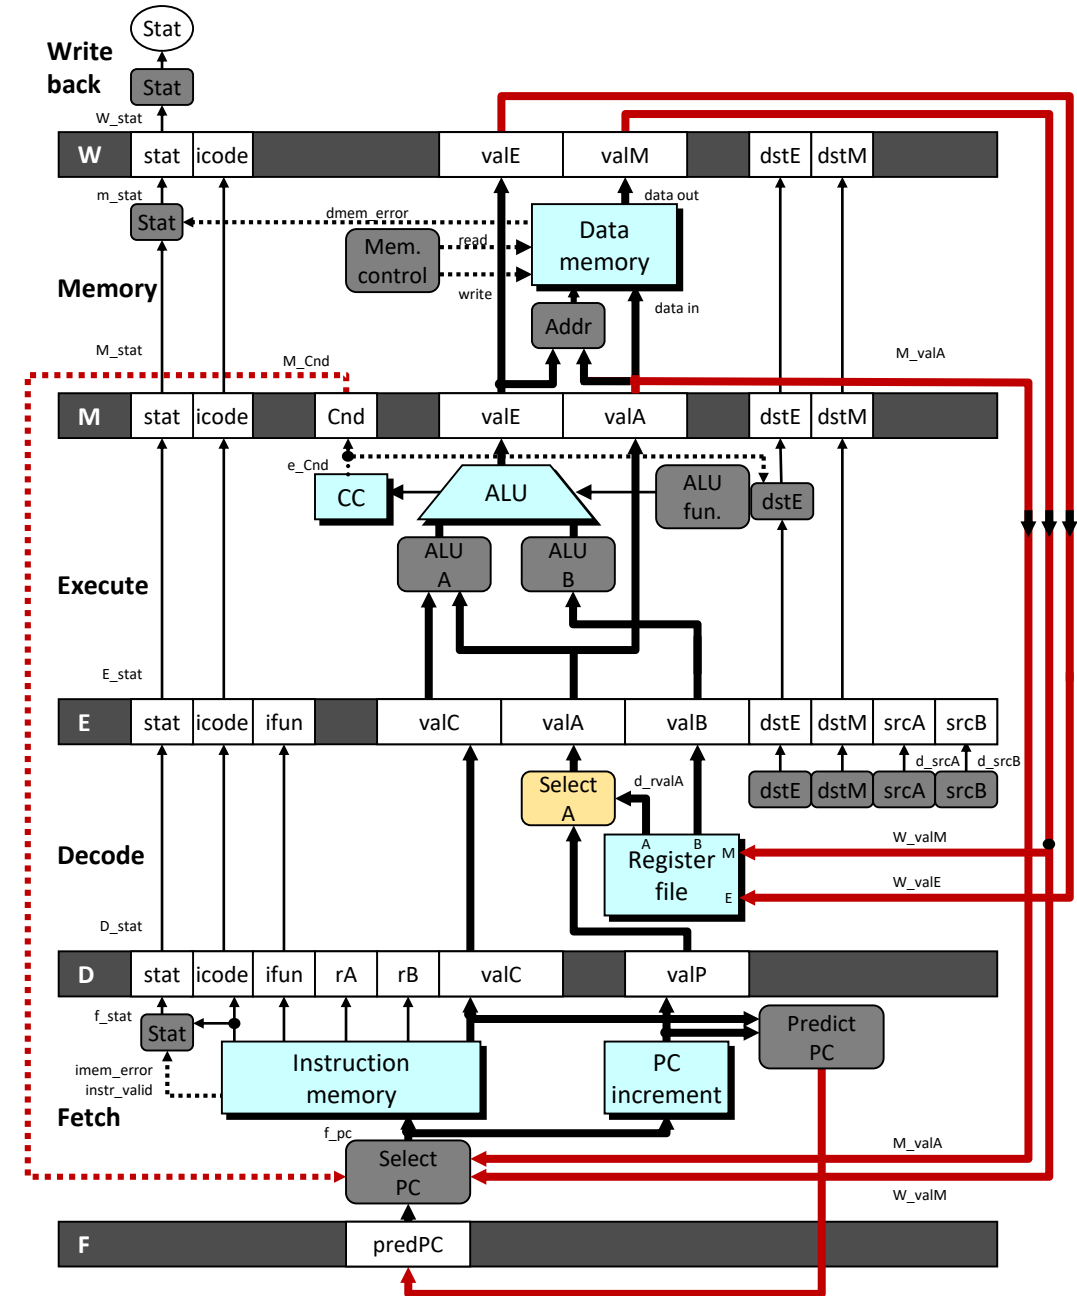 Stat
Write
back
Stat
W_stat
W stat icode valE valM dstE dstM
m_stat
data out
Stat
dmem_error
Data
memory
Mem.
control
read
write
Memory
Addr
data in
M_stat
M_Cnd
M_valA
M stat icode Cnd valE valA dstE dstM
e_Cnd
CC
ALU
ALU
fun.
dstE
ALU
A
ALU
B
Execute
E_stat
E stat icode ifun valC valA valB dstE dstM srcA srcB
d_srcA d_srcB
dstE dstM srcA srcB
Select
A
d_rvalA
Decode
A B
Register
file
M
E
W_valM
W_valE
D_stat
D stat icode ifun rA rB valC valP
f_stat
Stat
Predict
PC
Instruction
memory
PC
increment
imem_error
instr_valid
Fetch
f_pc
Select
PC
M_valA
W_valM
F predPC